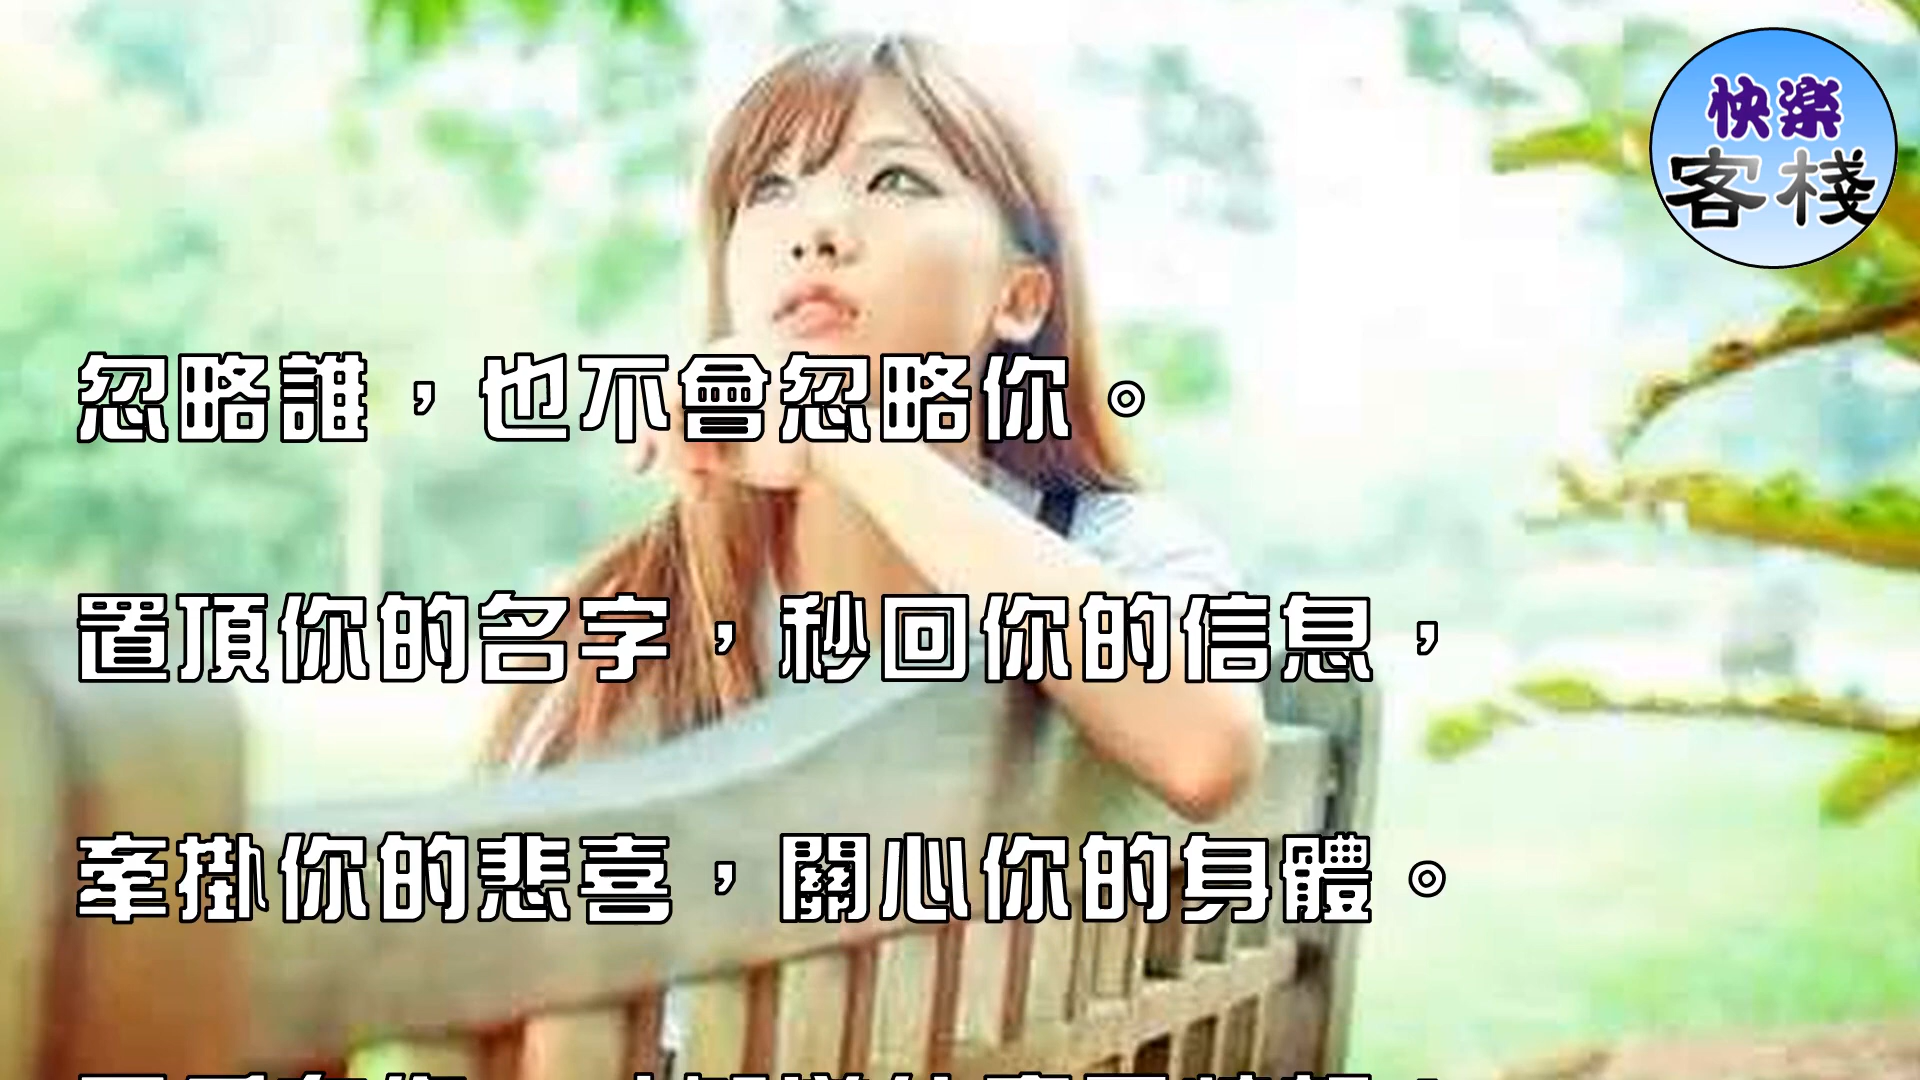 快樂
客栈
忽略誰，也不會忽略你。
置頂你的名字，秒回你的信息，
牽掛你的悲喜，關心你的身體。